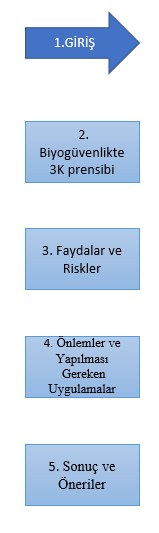 1.GİRİŞ
2.
Biyogüvenlikte
3K prensibi
3. Faydalar ve
Riskler
4. Önlemler ve
Yapılması
Gereken
Uygulamalar
5. Sonuç ve
Öneriler